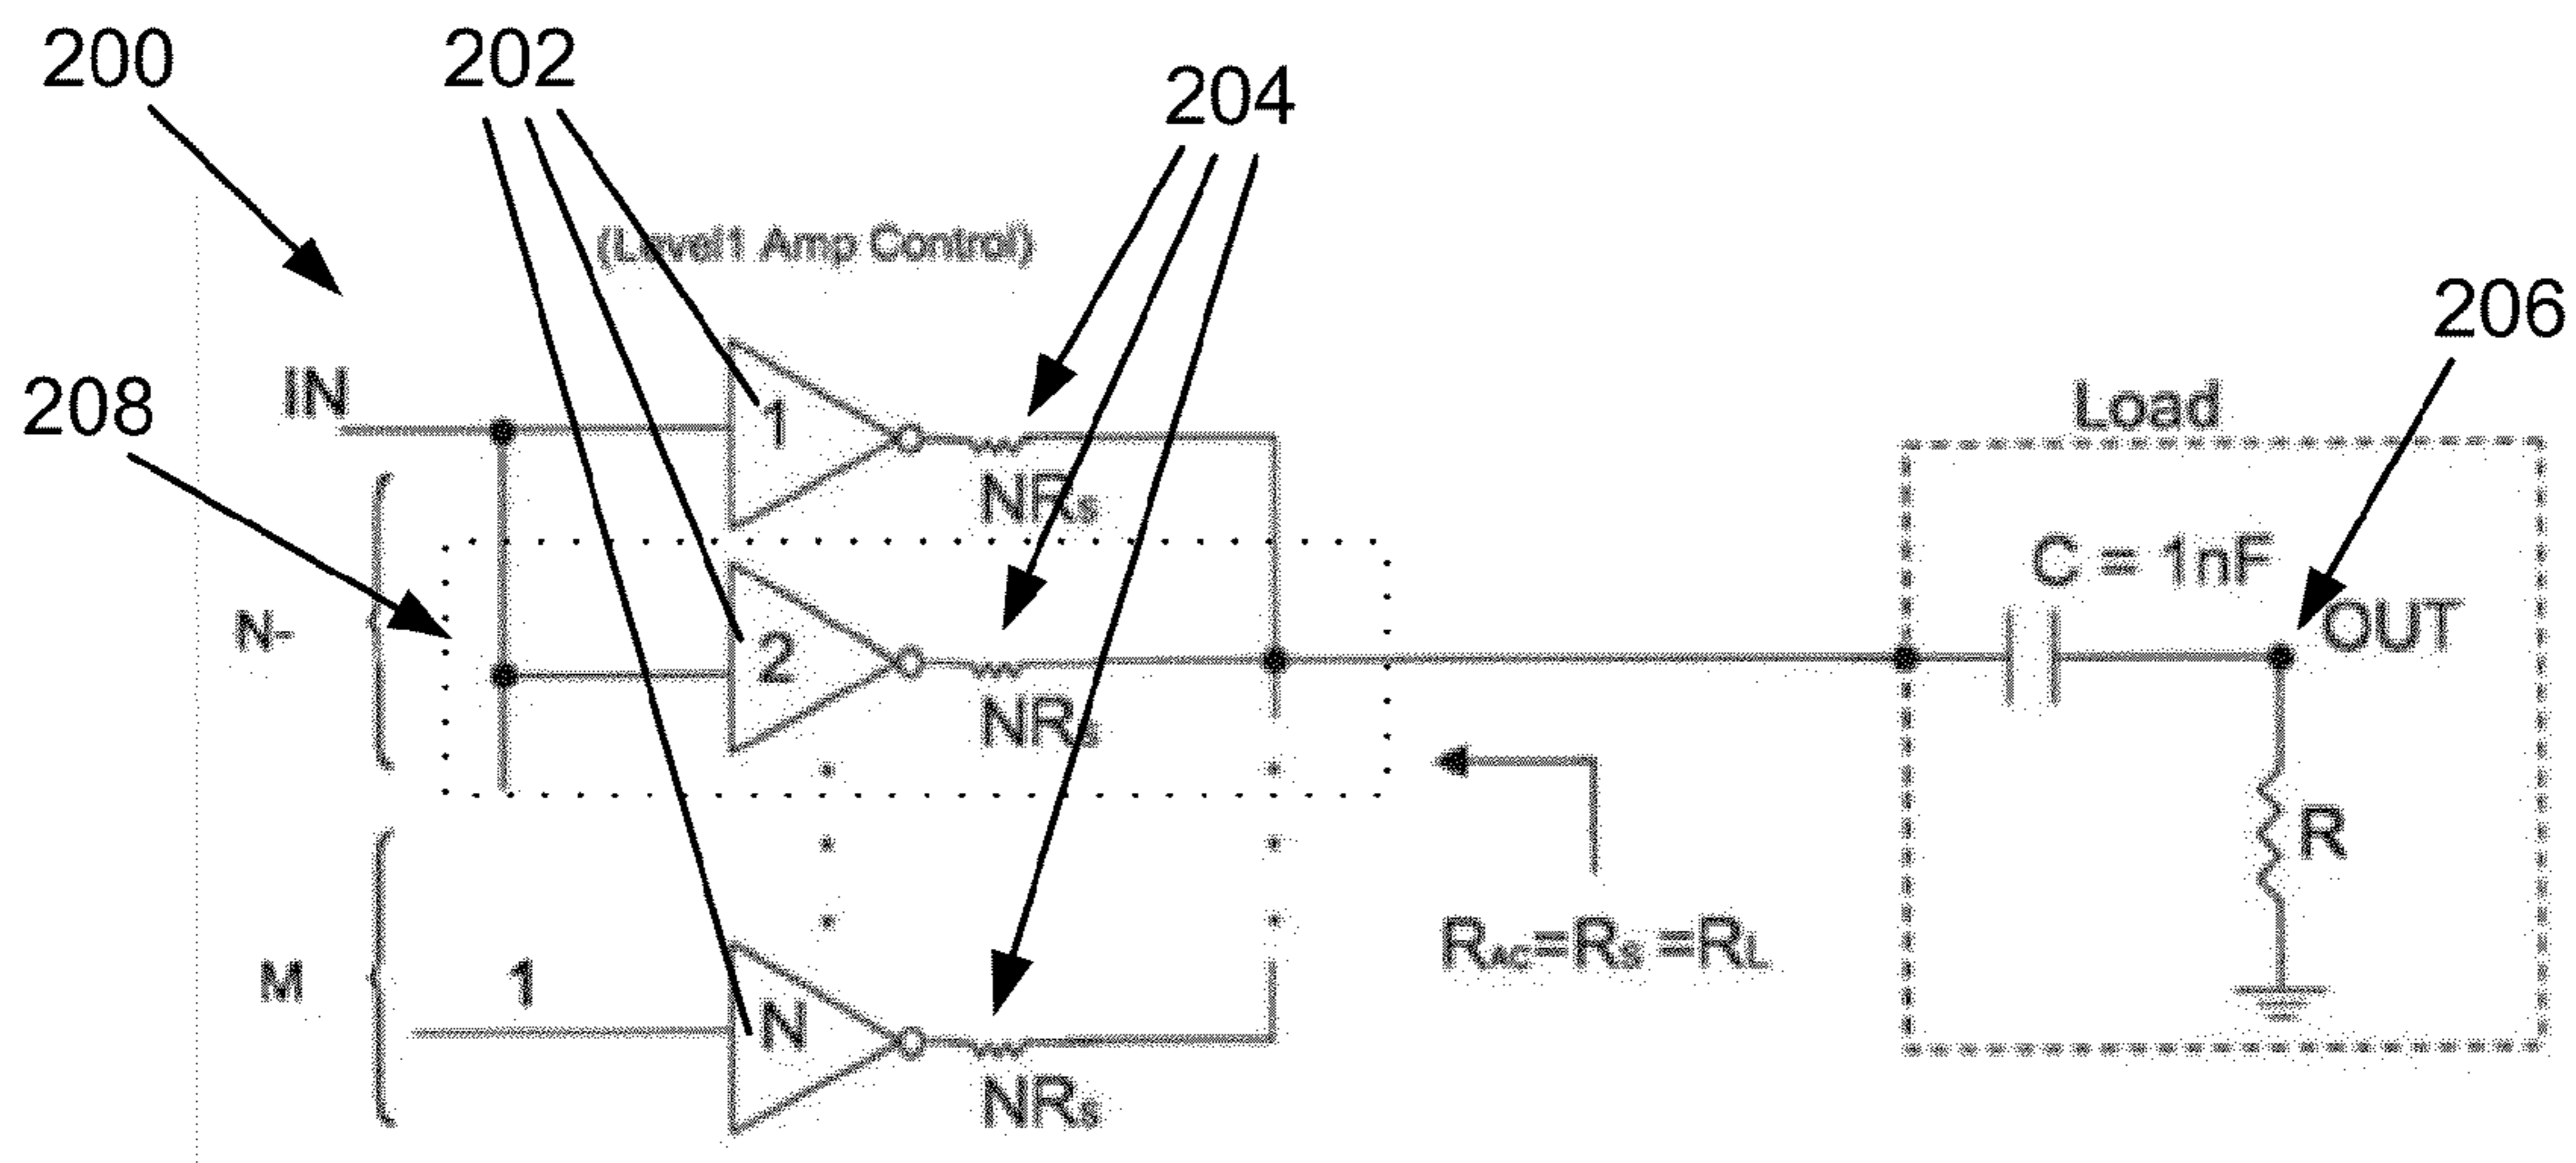 200
202
204
(Level1 Amp Control)
206
IN
208
1
Load
NRs
C = 1nF
OUT
N-
2
NRs
R
RAC=RS =RL
M
1
N
NRs